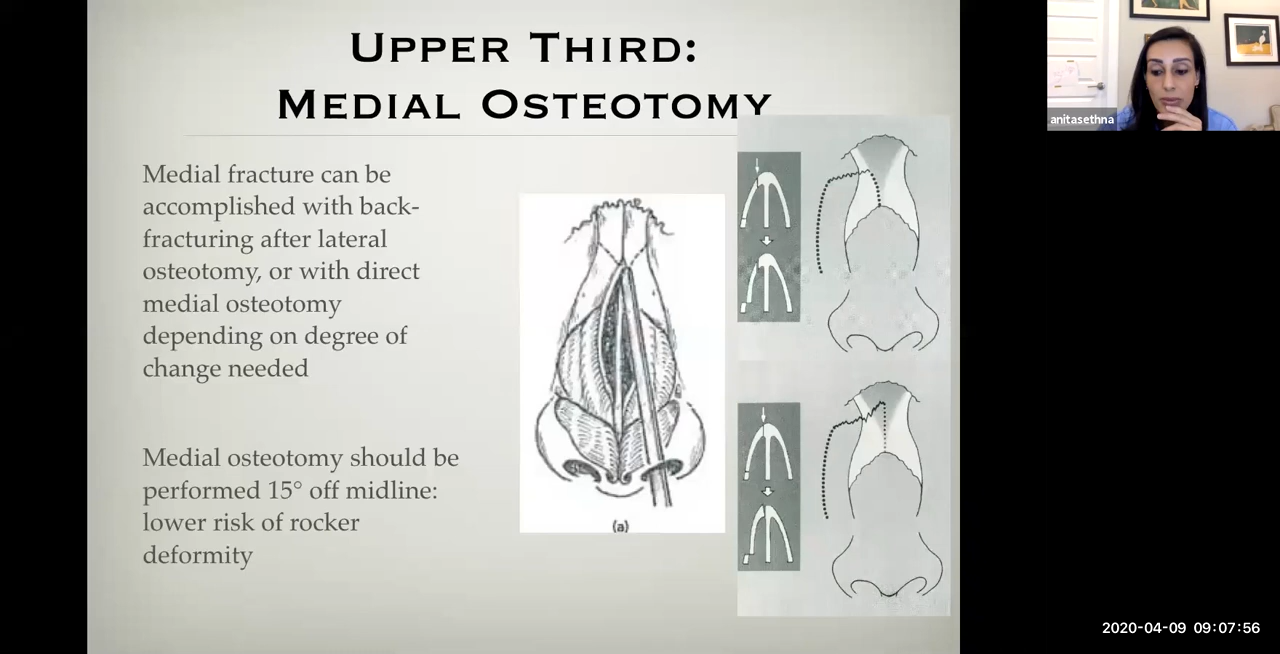 UPPER THIRD:
MEDIAL OSTEOTOMY
Medial fracture can be
accomplished with back-
fracturing after lateral
osteotomy, or with direct
medial osteotomy
depending on degree of
change needed
Medial osteotomy should be
performed 15° off midline:
lower risk of rocker
deformity
(a)
anitasethna
2020-04-09 09:07:56